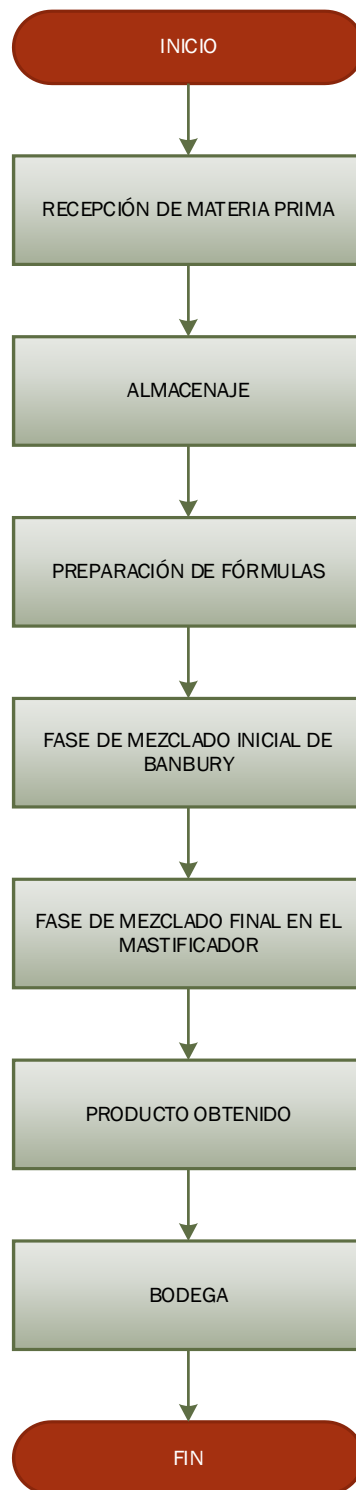 INICIO
RECEPCIÓN DE MATERIA PRIMA
ALMACENAJE
PREPARACIÓN DE FÓRMULAS
FASE DE MEZCLADO INICIAL DE
BANBURY
FASE DE MEZCLADO FINAL EN EL
MASTIFICADOR
PRODUCTO OBTENIDO
BODEGA
FIN